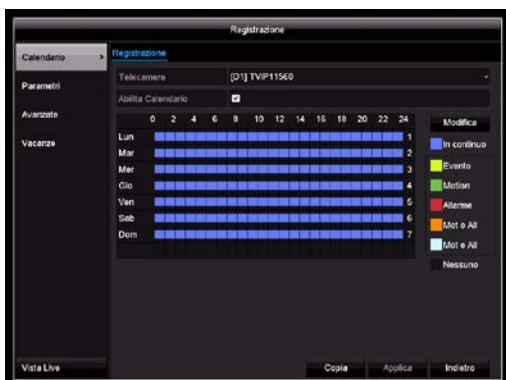 Registrazione
Calendario
Registrazione
Telecamere
[D1] TVIP11560
Parametri
Abilita Calendario
Avanzate
0 2 4 6 8 10 12 14 16 18 20 22 24
Modifica
Vacanze
Lun 1
In continuo
Mar 2
Mer 3
Evento
Gio 4
Motion
Ven 5
Allarme
Sab 6
Mot o All
Dom 7
Mot e All
Nessuno
Vista Live
Copia
Applica
Indietro